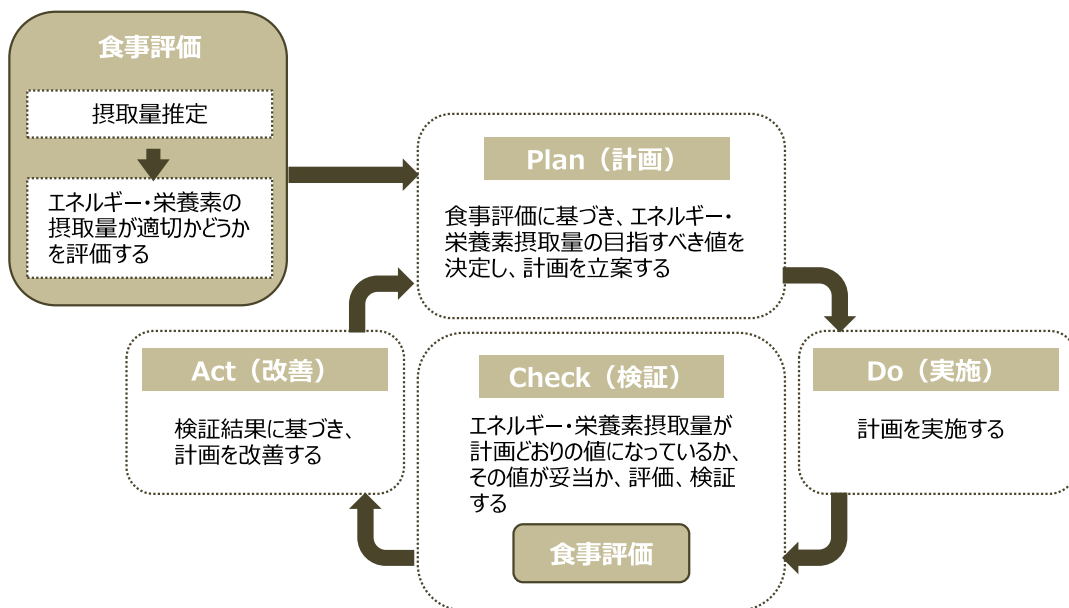 食事評価
摂取量推定
エネルギー・栄養素の
摂取量が適切かどうか
を評価する
Plan（計画）
食事評価に基づき、エネルギー・
栄養素摂取量の目指すべき値を
決定し、計画を立案する
Act（改善）
検証結果に基づき、
計画を改善する
Check（検証）
エネルギー・栄養素摂取量が
計画どおりの値になっているか、
その値が妥当か、評価、検証
する
食事評価
Do（実施）
計画を実施する